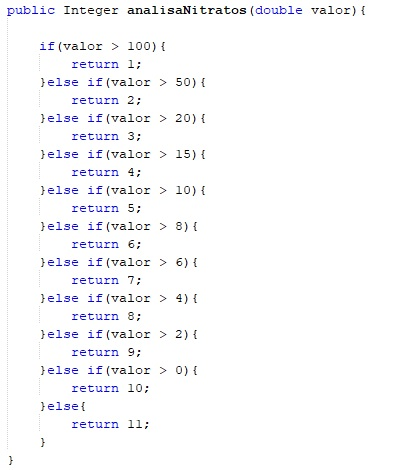 public Integer analisaNitratos(double valor){
if(valor > 100){
return 1;
}else if(valor > 50){
return 2;
}else if(valor > 20){
return 3;
}else if(valor > 15){
return 4;
}else if(valor > 10){
return 5;
}else if(valor > 8){
return 6;
}else if(valor > 6){
return 7;
}else if(valor > 4){
return 8;
}else if(valor > 2){
return 9;
}else if(valor > 0){
return 10;
}else{
return 11;
}
}